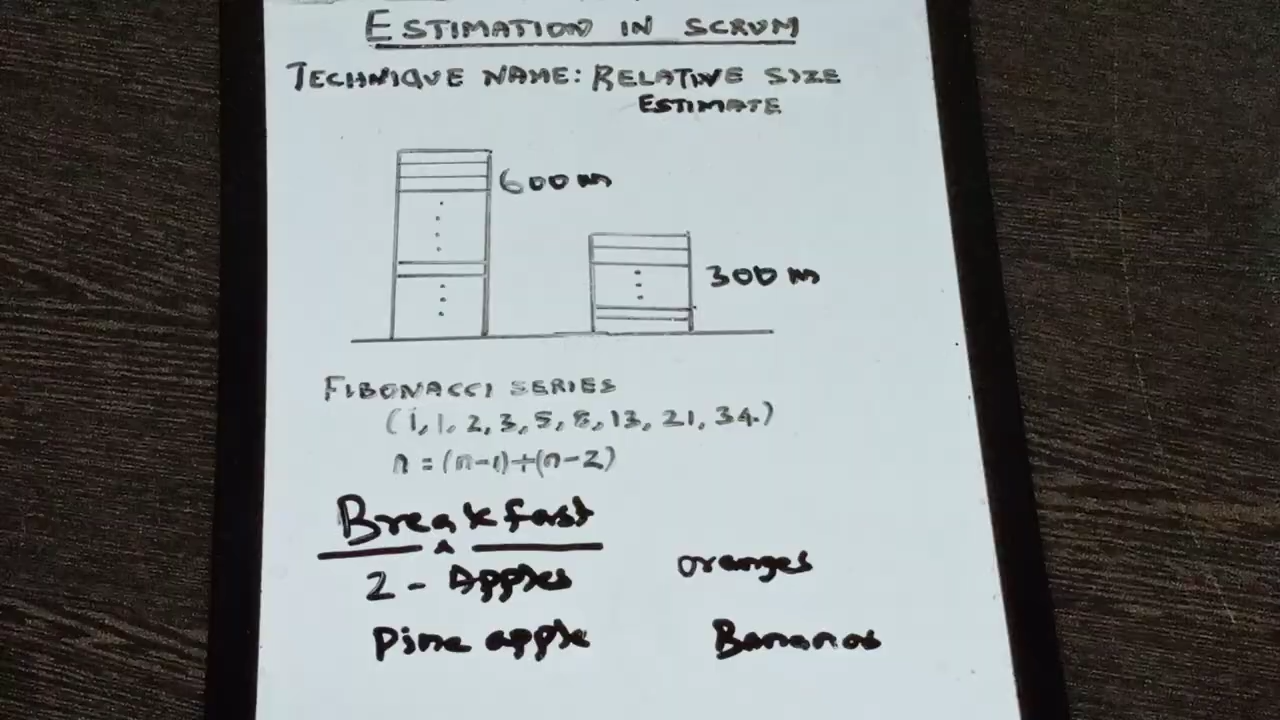 ESTIMATION IN SCRUM
TECHNIQUE NAME: RELATIVE SIZE
ESTIMATE
600 m
300 m
FIBONACCI SERIES
(1, 1, 2, 3, 5, 8, 13, 21, 34.)
n = (n-1)+(n-2)
Breakfast
2 - Apples
oranges
Pine apple
Bananas